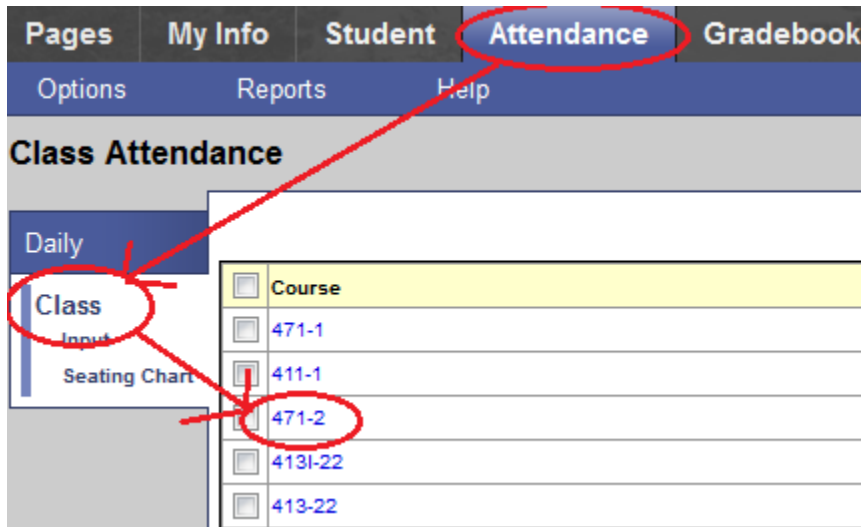 Pages My Info Student Attendance Gradebook
Options Reports Help
Class Attendance
Daily
Class
Input
Seating Chart
Course
471-1
411-1
471-2
413I-22
413-22